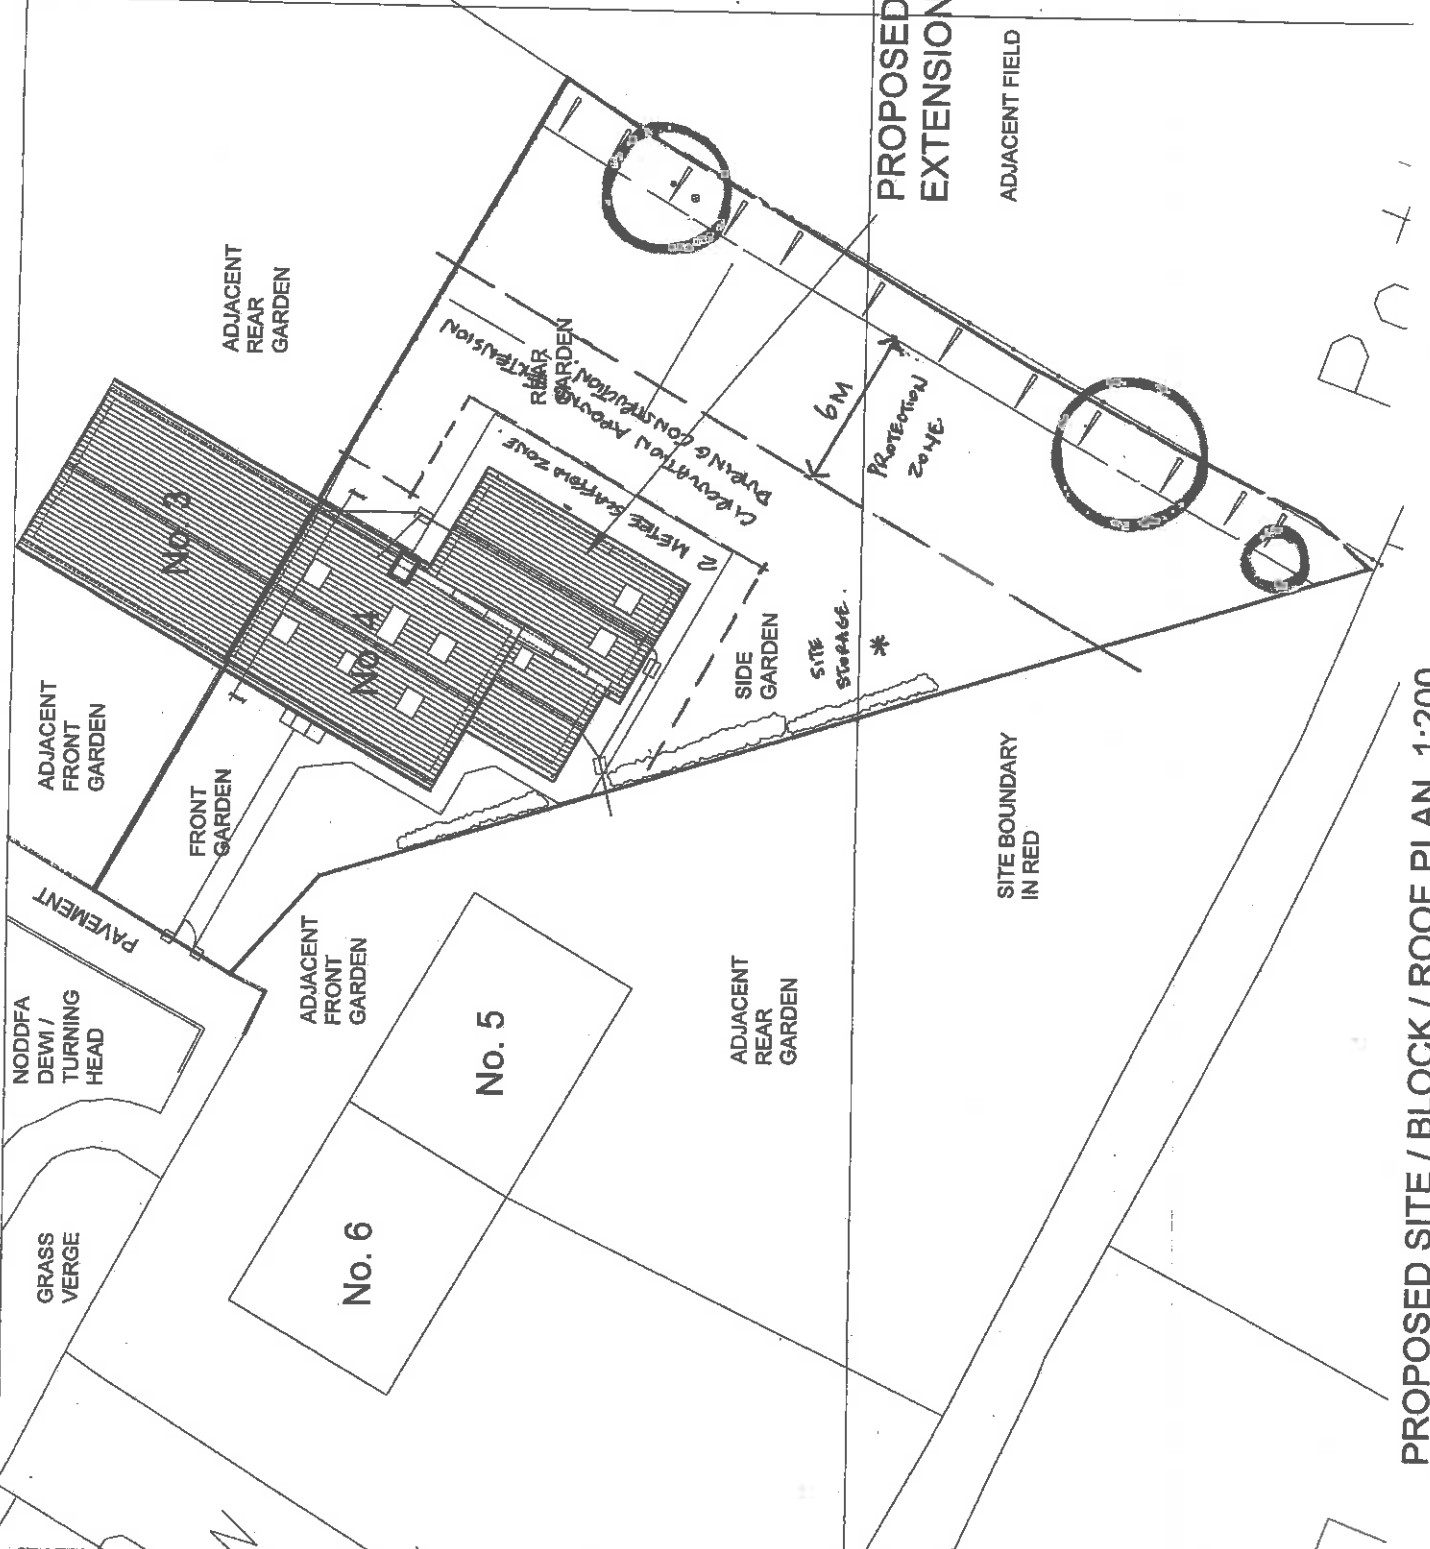 PROPOSED
EXTENSION
ADJACENT FIELD
ADJACENT
REAR
GARDEN
No. 3
No. 4
REAR
GARDEN
CIRCULATION AROUND EXTENSION
DURING CONSTRUCTION.
2 METRE SCAFFOLD ZONE
6M
PROTECTION
ZONE
SIDE
GARDEN
SITE
STORAGE.
*
ADJACENT
FRONT
GARDEN
FRONT
GARDEN
PAVEMENT
NODDFA
DEWI /
TURNING
HEAD
ADJACENT
FRONT
GARDEN
No. 5
No. 6
GRASS
VERGE
ADJACENT
REAR
GARDEN
SITE BOUNDARY
IN RED
PROPOSED SITE / BLOCK / ROOF PLAN 1:200